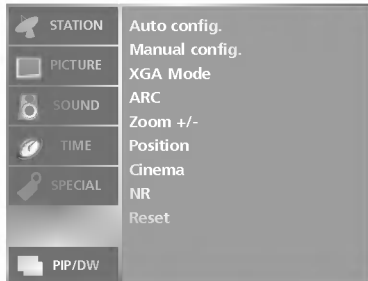 STATION
PICTURE
SOUND
TIME
SPECIAL
PIP/DW
Auto config.
Manual config.
XGA Mode
ARC
Zoom +/-
Position
Cinema
NR
Reset